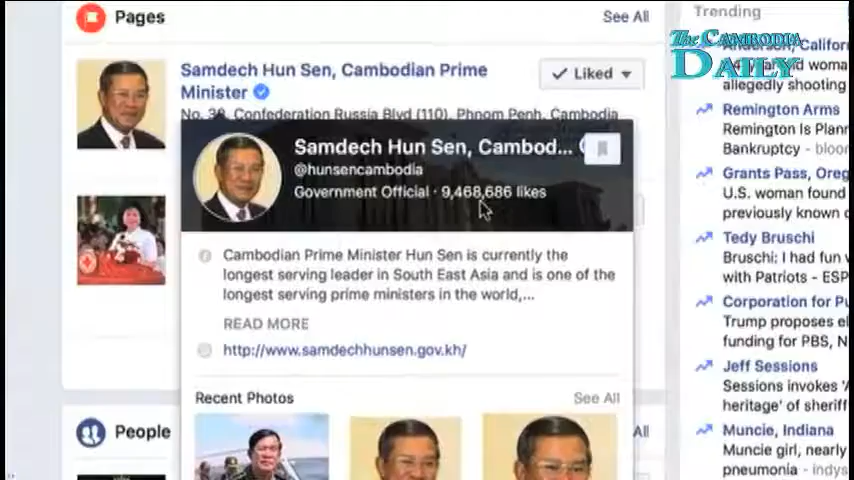 Pages
See All
Samdech Hun Sen, Cambodian Prime
Minister
Liked
No. 38, Confederation Russia Blvd (110), Phnom Penh, Cambodia
Samdech Hun Sen, Cambod...
@hunsencambodia
Government Official · 9,468,686 likes
Cambodian Prime Minister Hun Sen is currently the
longest serving leader in South East Asia and is one of the
longest serving prime ministers in the world,...
READ MORE
http://www.samdechhunsen.gov.kh/
Recent Photos
See All
People
All
Trending
The CAMBODIA
DAILY
Anderson, Califor
woma
allegedly shooting
Remington Arms
Remington Is Plan
Bankruptcy - bloor
Grants Pass, Oreg
U.S. woman found
previously known c
Tedy Bruschi
Bruschi: I had fun v
with Patriots - ESP
Corporation for Pu
Trump proposes el
funding for PBS, N
Jeff Sessions
Sessions invokes 'A
heritage' of sheriff
Muncie, Indiana
Muncie girl, nearly
pneumonia - indys